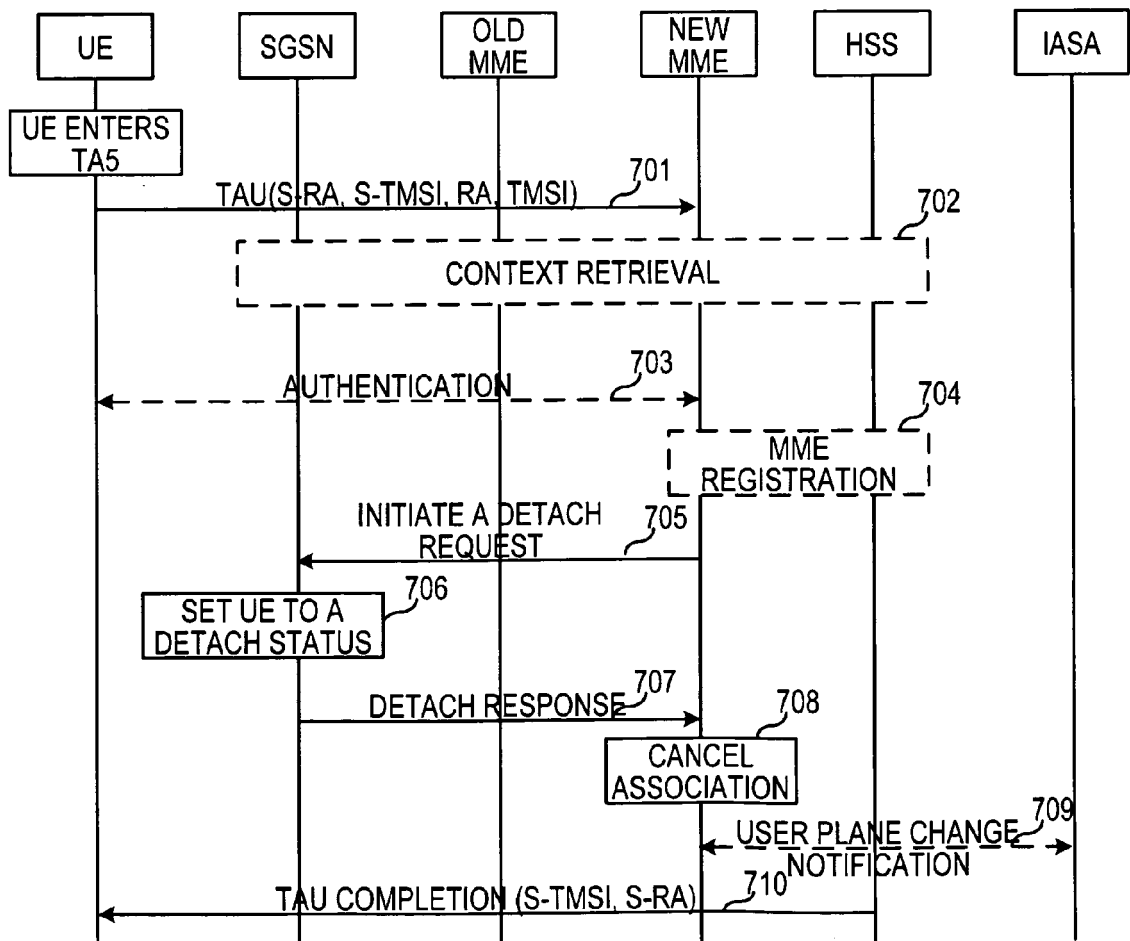 UE
SGSN
OLD
MME
NEW
MME
HSS
IASA
UE ENTERS
TA5
TAU(S-RA, S-TMSI, RA, TMSI)
701
702
CONTEXT RETRIEVAL
AUTHENTICATION
703
704
MME
REGISTRATION
INITIATE A DETACH
REQUEST
705
SET UE TO A
DETACH STATUS
706
DETACH RESPONSE
707
708
CANCEL
ASSOCIATION
USER PLANE CHANGE
NOTIFICATION
709
TAU COMPLETION (S-TMSI, S-RA)
710